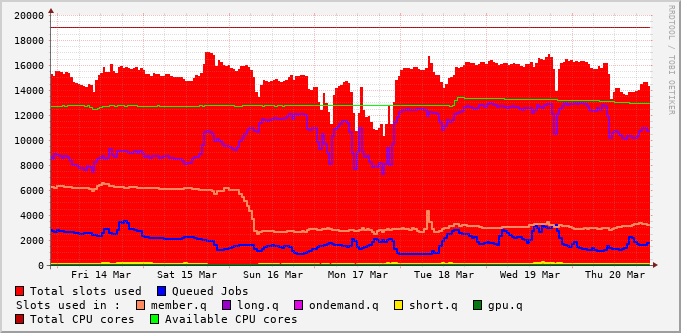 20000
18000
16000
14000
12000
10000
8000
6000
4000
2000
0
Fri 14 Mar Sat 15 Mar Sun 16 Mar Mon 17 Mar Tue 18 Mar Wed 19 Mar Thu 20 Mar
Total slots used Queued Jobs
Slots used in : member.q long.q ondemand.q short.q gpu.q
Total CPU cores Available CPU cores
RRDTOOL / TOBI OETIKER